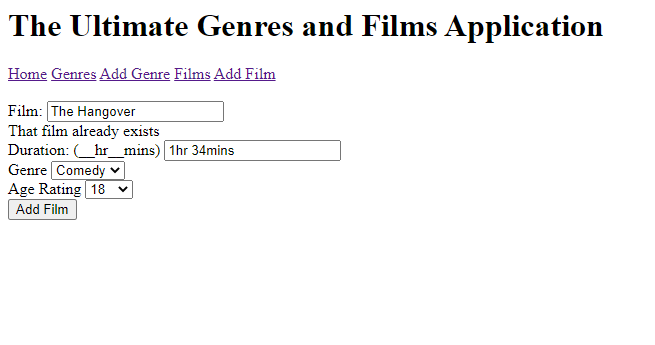 The Ultimate Genres and Films Application
Home Genres Add Genre Films Add Film
Film: The Hangover
That film already exists
Duration: (__hr__mins) 1hr 34mins
Genre Comedy
Age Rating 18
Add Film